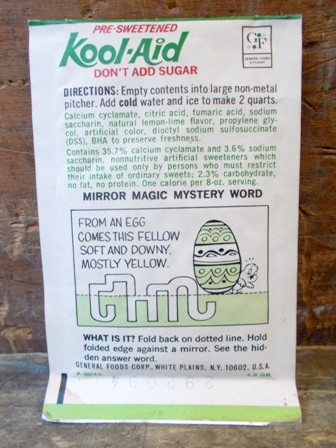 PRE-SWEETENED
Kool-Aid
DON'T ADD SUGAR
GF
GENERAL FOODS
KITCHENS
DIRECTIONS: Empty contents into large non-metal
pitcher. Add cold water and ice to make 2 quarts.
Calcium cyclamate, citric acid, fumaric acid, sodium
saccharin, natural lemon-lime flavor, propylene gly-
col, artificial color, dioctyl sodium sulfosuccinate
(DSS), BHA to preserve freshness.
Contains 35.7% calcium cyclamate and 3.6% sodium
saccharin, nonnutritive artificial sweeteners which
should be used only by persons who must restrict
their intake of ordinary sweets; 2.3% carbohydrate,
no fat, no protein. One calorie per 8-oz. serving.
MIRROR MAGIC MYSTERY WORD
FROM AN EGG
COMES THIS FELLOW
SOFT AND DOWNY,
MOSTLY YELLOW.
WHAT IS IT? Fold back on dotted line. Hold
folded edge against a mirror. See the hid-
den answer word.
GENERAL FOODS CORP., WHITE PLAINS, N.Y. 10602, U.S.A.